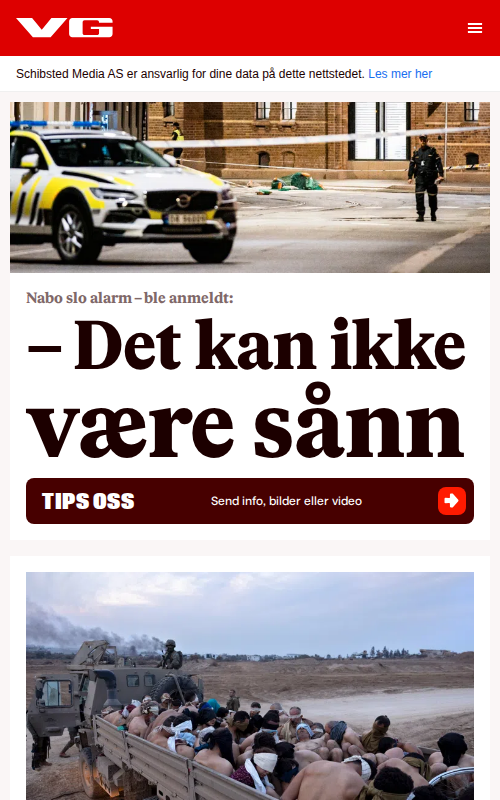 VG
Schibsted Media AS er ansvarlig for dine data på dette nettstedet. Les mer her
Nabo slo alarm – ble anmeldt:
– Det kan ikke
være sånn
TIPS OSS
Send info, bilder eller video